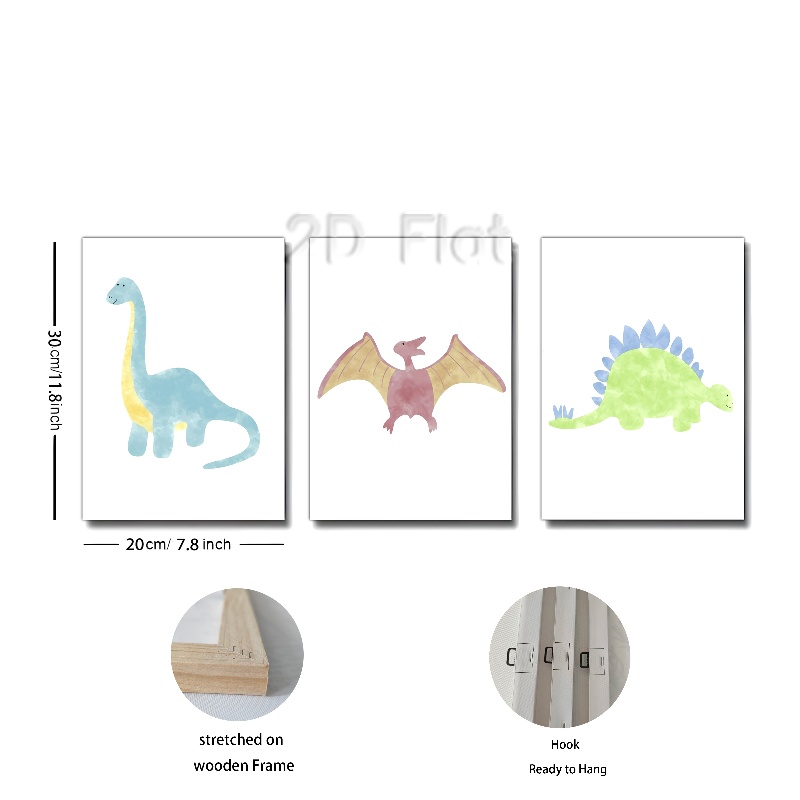 2D Flat
30cm/11.8inch
20cm/ 7.8 inch
stretched on
wooden Frame
Hook
Ready to Hang